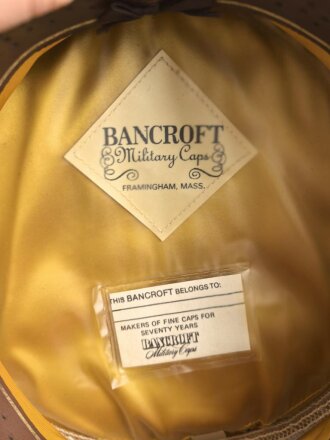 BANCROFT
Military Caps
FRAMINGHAM, MASS.
THIS BANCROFT BELONGS TO:
MAKERS OF FINE CAPS FOR
SEVENTY YEARS
BANCROFT
Military Caps